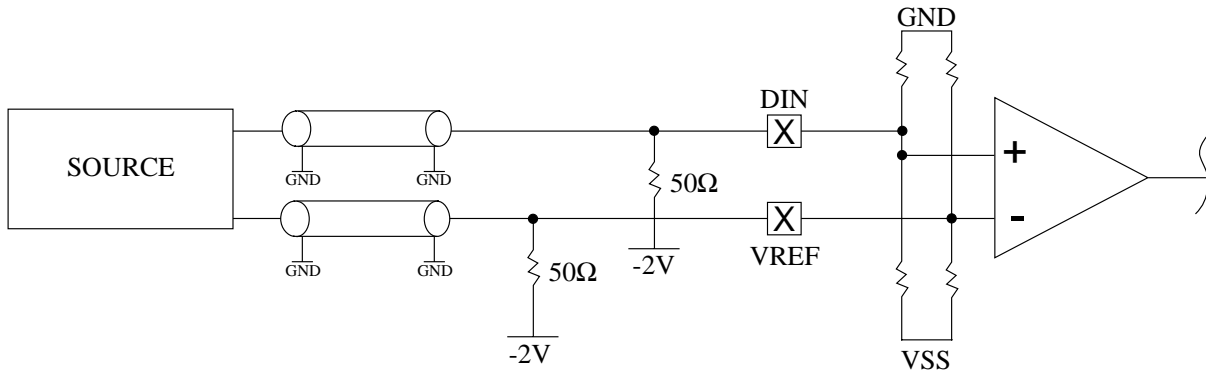 GND
DIN
X
+
SOURCE
GND
GND
50Ω
X
-
VREF
-2V
GND
GND
50Ω
-2V
VSS